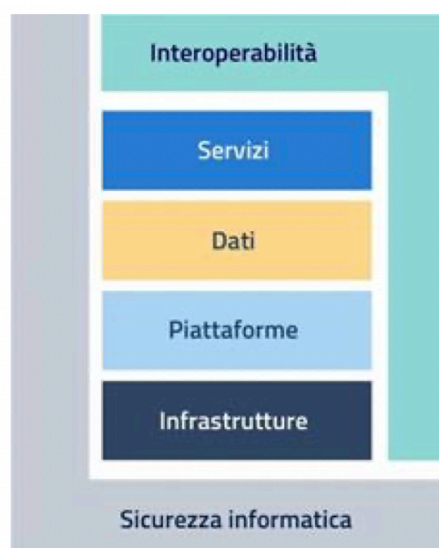 Interoperabilità
Servizi
Dati
Piattaforme
Infrastrutture
Sicurezza informatica